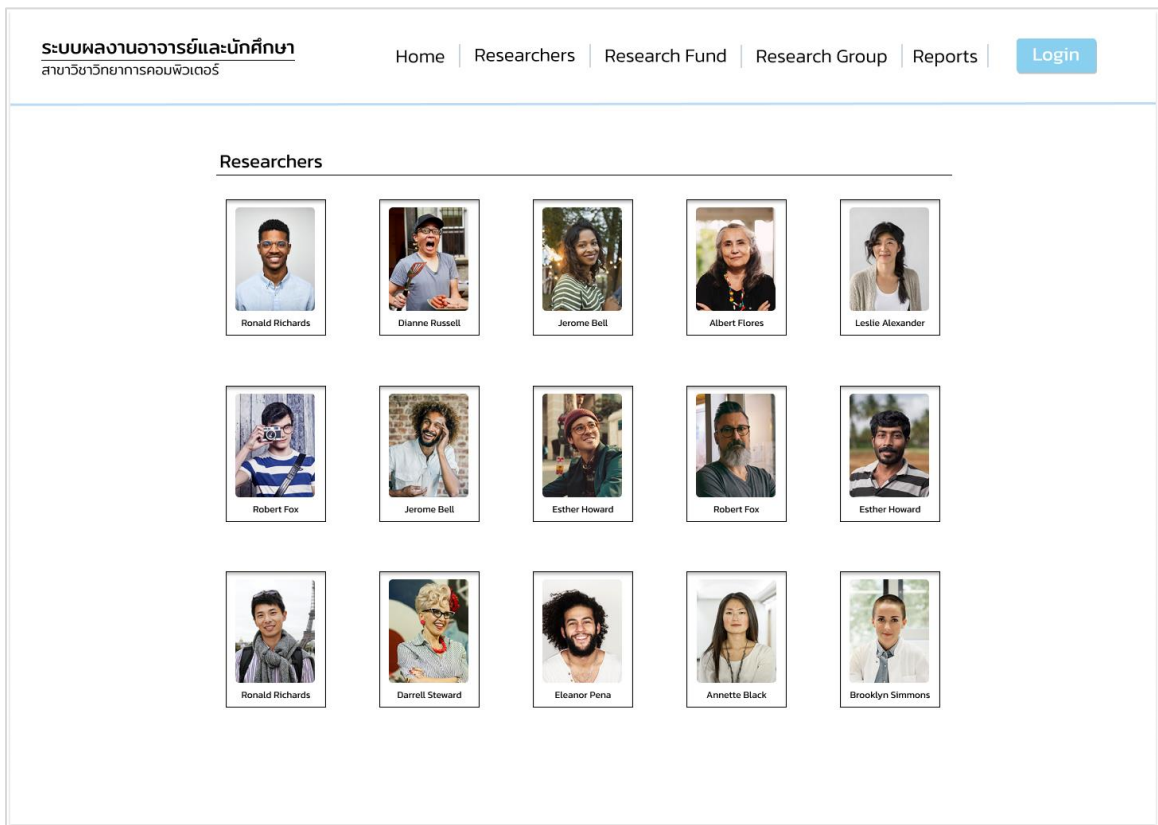 ระบบผลงานอาจารย์และนักศึกษา
สาขาวิชาวิทยาการคอมพิวเตอร์
Home Researchers Research Fund Research Group Reports Login
Researchers
Ronald Richards Dianne Russell Jerome Bell Albert Flores Leslie Alexander
Robert Fox Jerome Bell Esther Howard Robert Fox Esther Howard
Ronald Richards Darrell Steward Eleanor Pena Annette Black Brooklyn Simmons